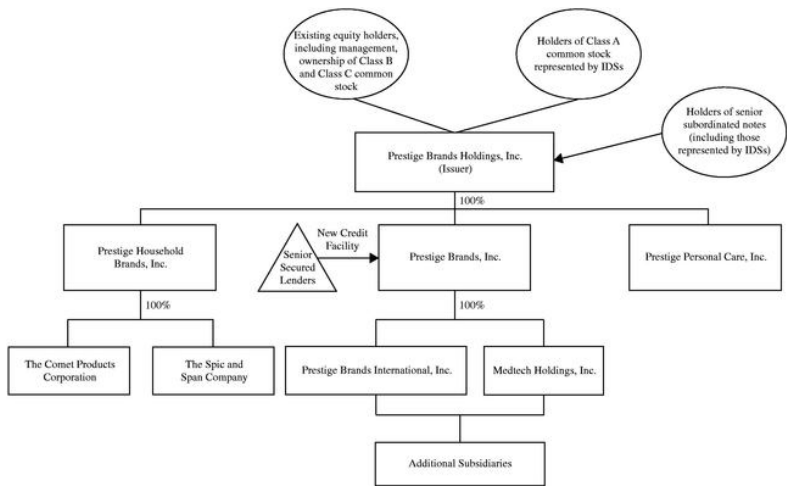 Existing equity holders,
including management,
ownership of Class B
and Class C common
stock
Holders of Class A
common stock
represented by IDSs
Holders of senior
subordinated notes
(including those
represented by IDSs)
Prestige Brands Holdings, Inc.
(Issuer)
100%
Prestige Household
Brands, Inc.
New Credit
Facility
Senior
Secured
Lenders
Prestige Brands, Inc.
Prestige Personal Care, Inc.
100%
100%
The Comet Products
Corporation
The Spic and
Span Company
Prestige Brands International, Inc.
Medtech Holdings, Inc.
Additional Subsidiaries